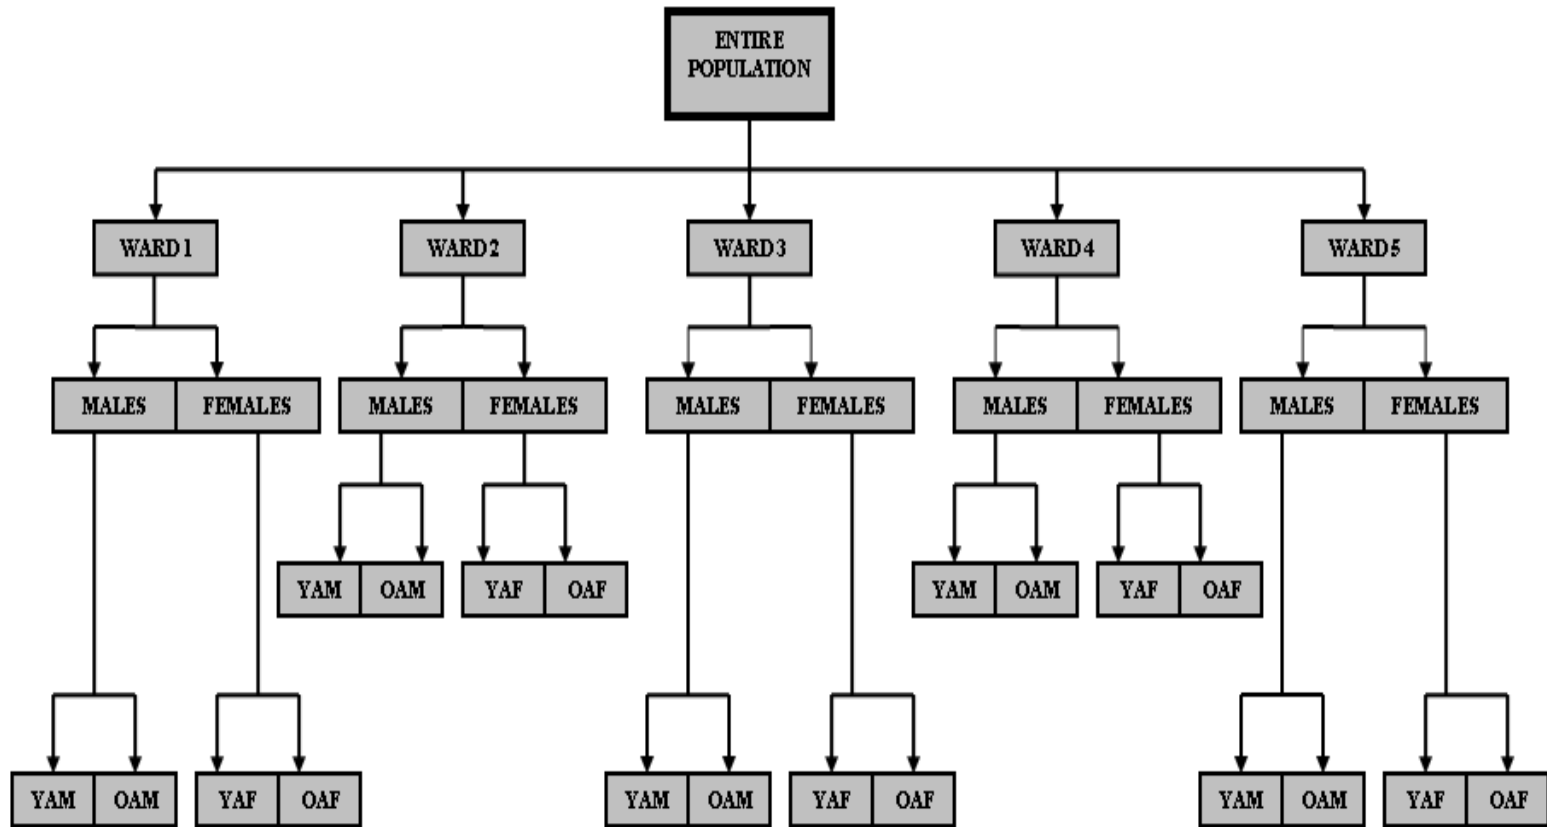 ENTIRE
POPULATION
WARD 1 WARD 2 WARD 3 WARD 4 WARD 5
MALES FEMALES MALES FEMALES MALES FEMALES MALES FEMALES MALES FEMALES
YAM OAM YAF OAF YAM OAM YAF OAF
YAM OAM YAF OAF YAM OAM YAF OAF YAM OAM YAF OAF